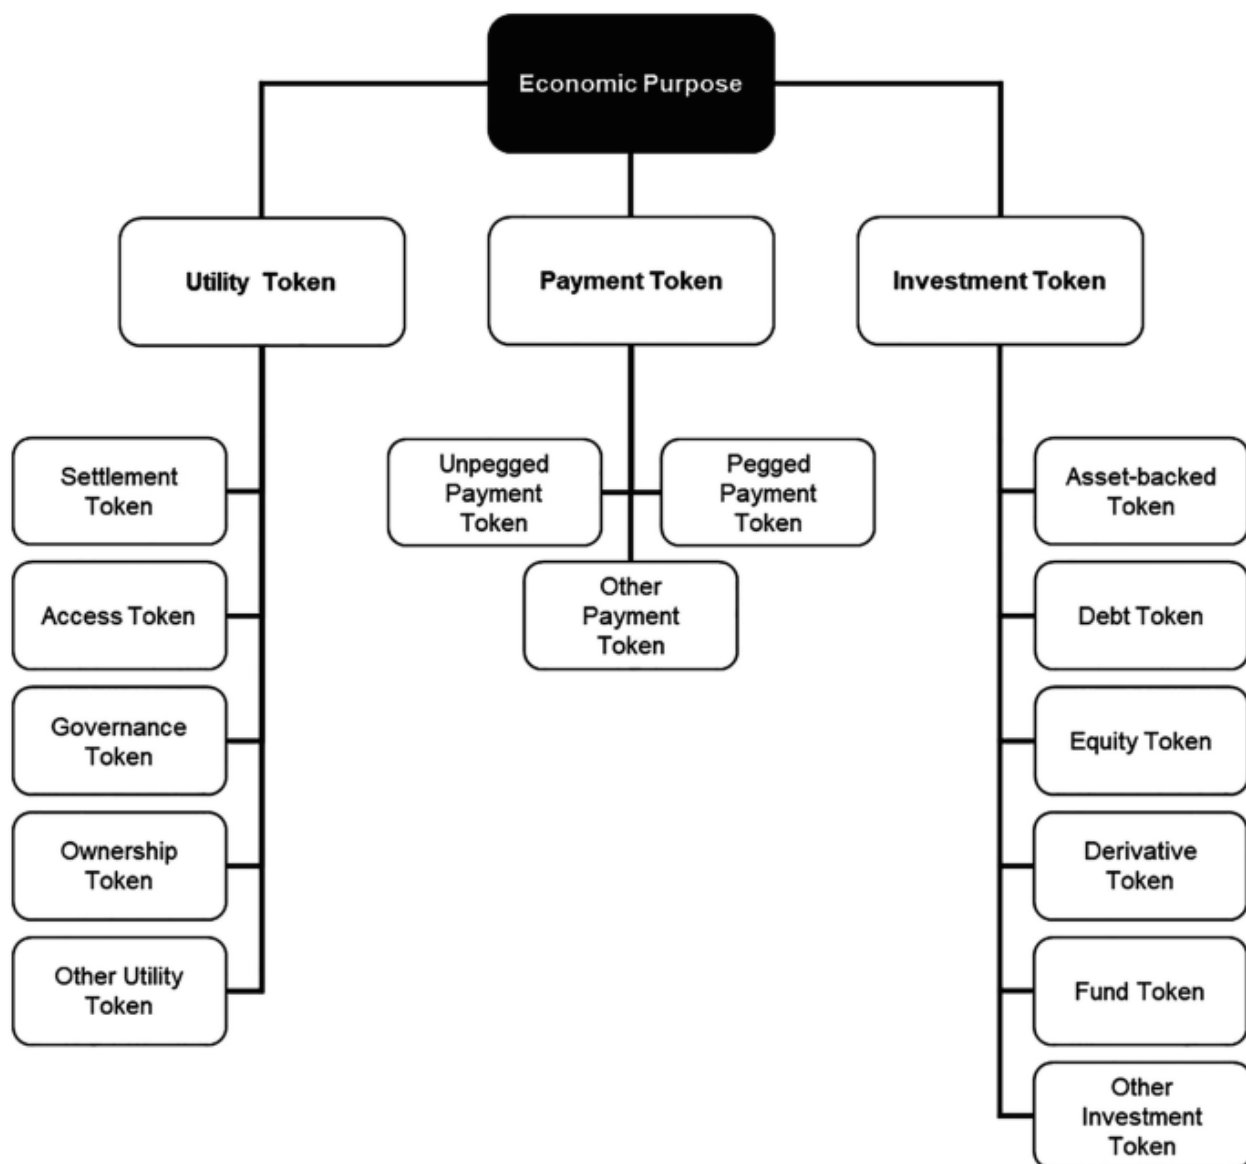 Economic Purpose
Utility Token
Payment Token
Investment Token
Settlement
Token
Access Token
Governance
Token
Ownership
Token
Other Utility
Token
Unpegged
Payment
Token
Pegged
Payment
Token
Other
Payment
Token
Asset-backed
Token
Debt Token
Equity Token
Derivative
Token
Fund Token
Other
Investment
Token